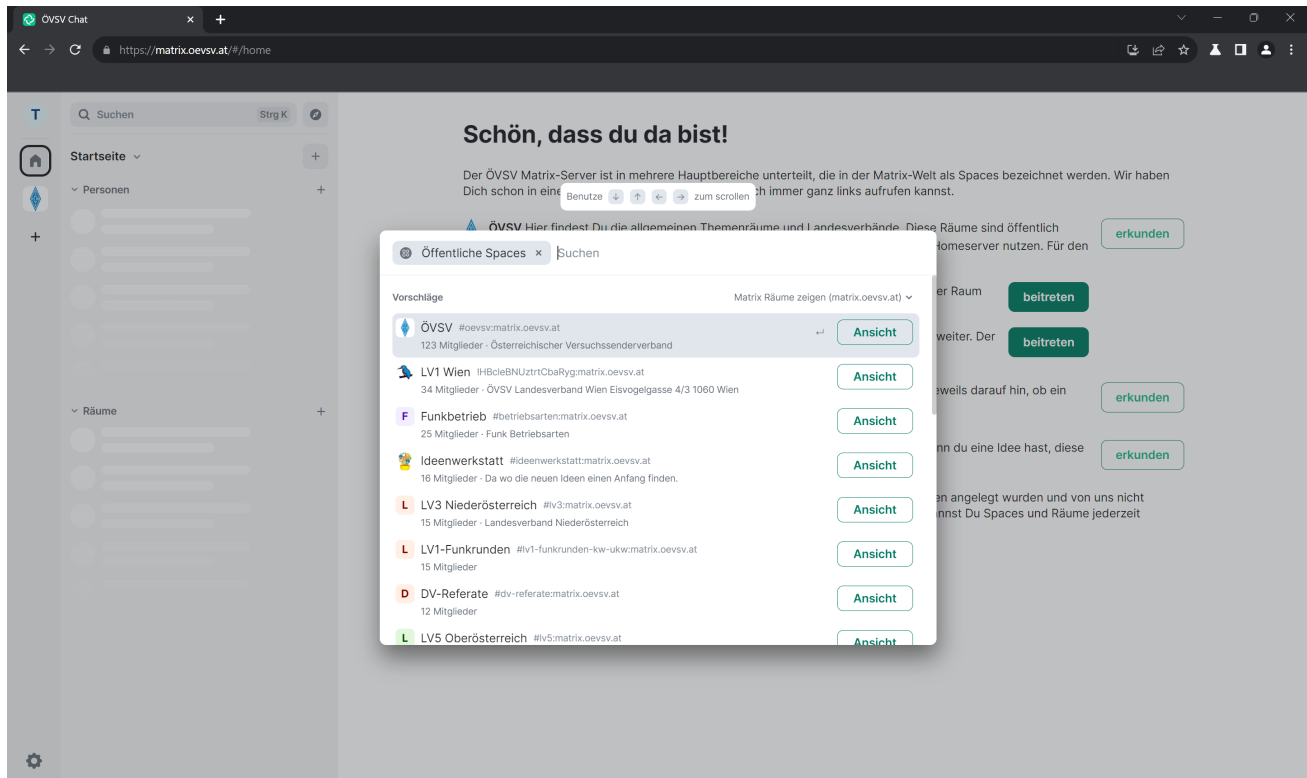 ÖVSV Chat
https://matrix.oevsv.at/#/home
T
Suchen Strg K
Startseite
Personen
Räume
Schön, dass du da bist!
Der ÖVSV Matrix-Server ist in mehrere Hauptbereiche unterteilt, die in der Matrix-Welt als Spaces bezeichnet werden. Wir haben
Dich schon in eine
ch immer ganz links aufrufen kannst.
Benutze ↓ ↑ ← → zum scrollen
ÖVSV Hier findest Du die allgemeinen Themenräume und Landesverbände. Diese Räume sind öffentlich
Homeserver nutzen. Für den
erkunden
er Raum
beitreten
weiter. Der
beitreten
eweils darauf hin, ob ein
erkunden
nn du eine Idee hast, diese
erkunden
en angelegt wurden und von uns nicht
nnst Du Spaces und Räume jederzeit
Öffentliche Spaces × Suchen
Vorschläge
Matrix Räume zeigen (matrix.oevsv.at)
ÖVSV #oevsv:matrix.oevsv.at
123 Mitglieder · Österreichischer Versuchssenderverband
Ansicht
LV1 Wien !HBcleBNUztrtCbaRyg:matrix.oevsv.at
34 Mitglieder · ÖVSV Landesverband Wien Eisvogelgasse 4/3 1060 Wien
Ansicht
F Funkbetrieb #betriebsarten:matrix.oevsv.at
25 Mitglieder · Funk Betriebsarten
Ansicht
Ideenwerkstatt #ideenwerkstatt:matrix.oevsv.at
16 Mitglieder · Da wo die neuen Ideen einen Anfang finden.
Ansicht
L LV3 Niederösterreich #lv3:matrix.oevsv.at
15 Mitglieder · Landesverband Niederösterreich
Ansicht
L LV1-Funkrunden #lv1-funkrunden-kw-ukw:matrix.oevsv.at
15 Mitglieder
Ansicht
D DV-Referate #dv-referate:matrix.oevsv.at
12 Mitglieder
Ansicht
L LV5 Oberösterreich #lv5:matrix.oevsv.at
Ansicht